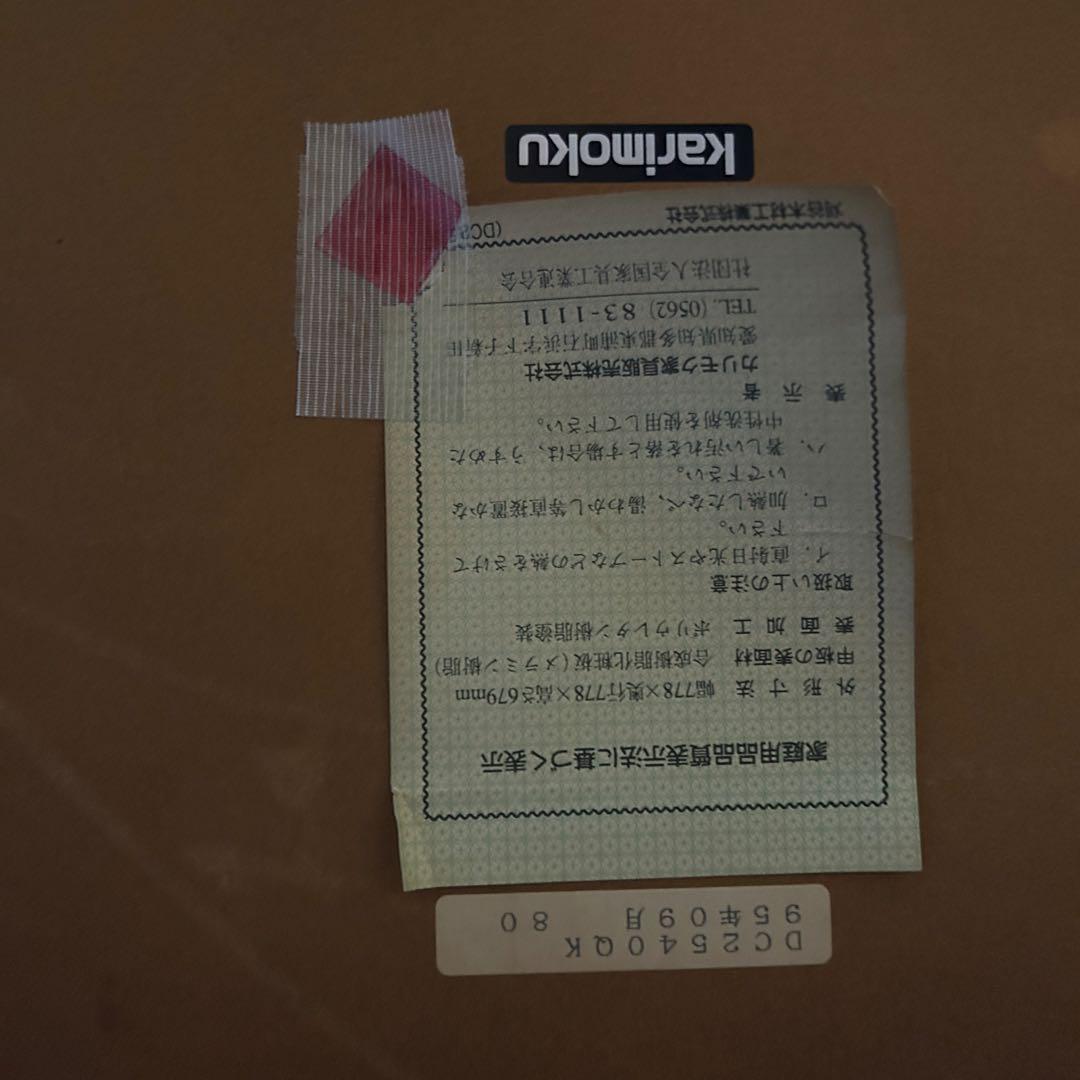 DC2540QK
95年09月 80
家庭用品品質表示法に基づく表示
外形寸法 幅778×奥行778×高さ679mm
甲板の表面材 合成樹脂化粧板(メラミン樹脂)
表面加工 ポリウレタン樹脂塗装
取扱い上の注意
イ. 直射日光やストーブなどの熱をさけて
下さい。
ロ. 加熱したなべ、湯わかし等直接置かな
いで下さい。
ハ. 著しい汚れを落とす場合は、うすめた
中性洗剤を使用して下さい。
表示者
カリモク家具販売株式会社
愛知県知多郡東浦町石浜字下子新田
TEL. (0562) 83-1111
社団法人全国家具工業連合会
刈谷木材工業株式会社 (DC2
karimoku